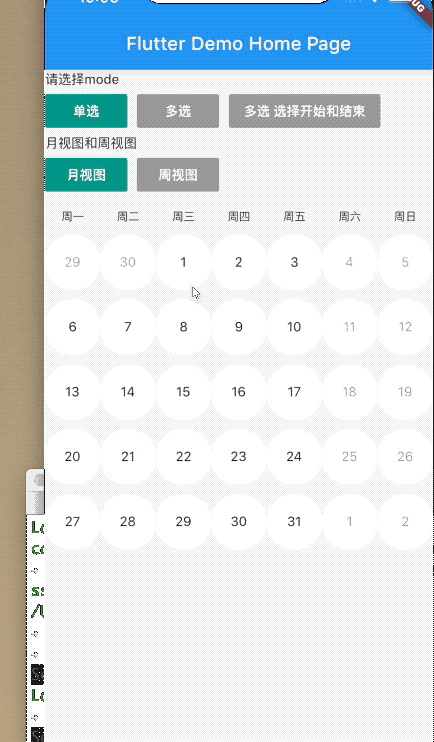 Flutter Demo Home Page
请选择mode
单选 多选 多选 选择开始和结束
月视图和周视图
月视图 周视图
周一 周二 周三 周四 周五 周六 周日
29 30 1 2 3 4 5
6 7 8 9 10 11 12
13 14 15 16 17 18 19
20 21 22 23 24 25 26
27 28 29 30 31 1 2